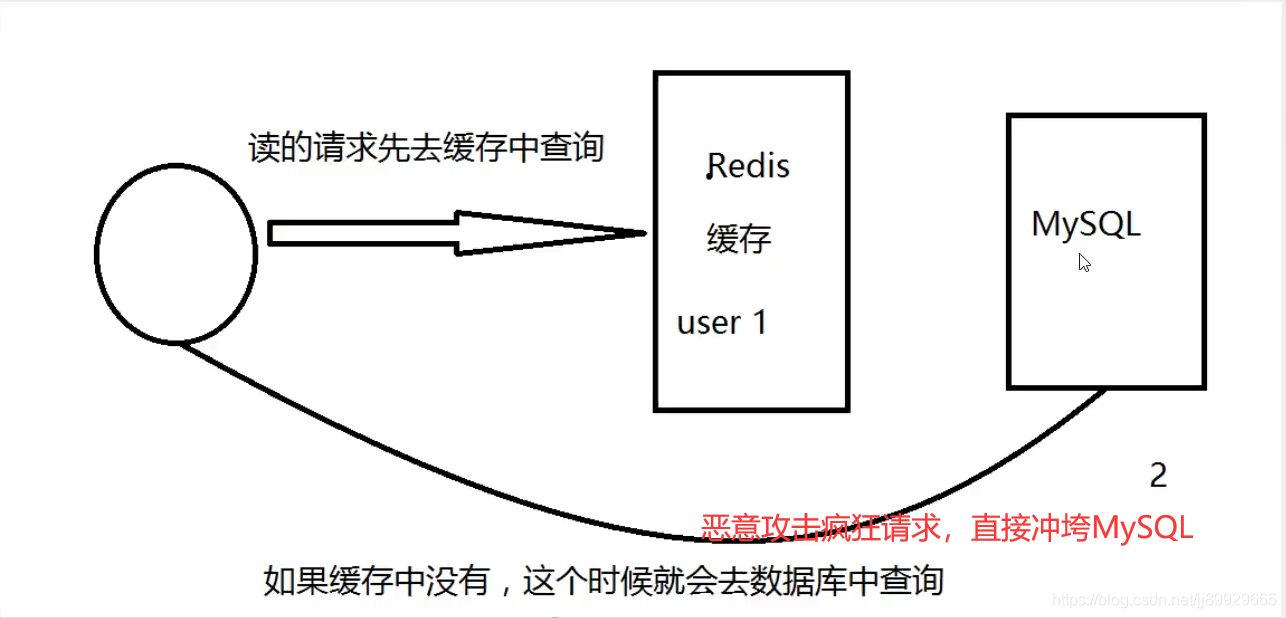 读的请求先去缓存中查询
Redis
缓存
user 1
MySQL
2
恶意攻击疯狂请求，直接冲垮MySQL
如果缓存中没有，这个时候就会去数据库中查询
https://blog.csdn.net/jj89929665